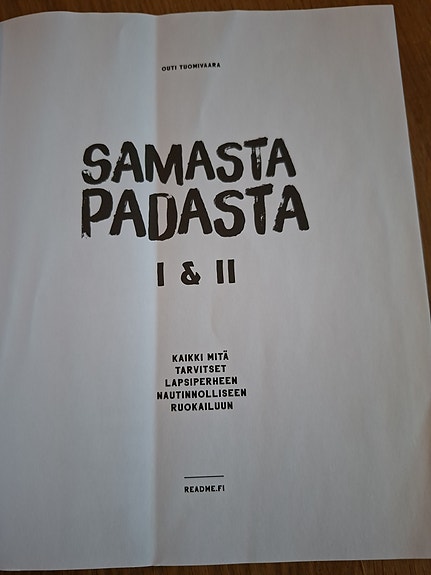 OUTI TUOMIVAARA
SAMASTA
PADASTA
I & II
KAIKKI MITÄ
TARVITSET
LAPSIPERHEEN
NAUTINNOLLISEEN
RUOKAILUUN
README.FI